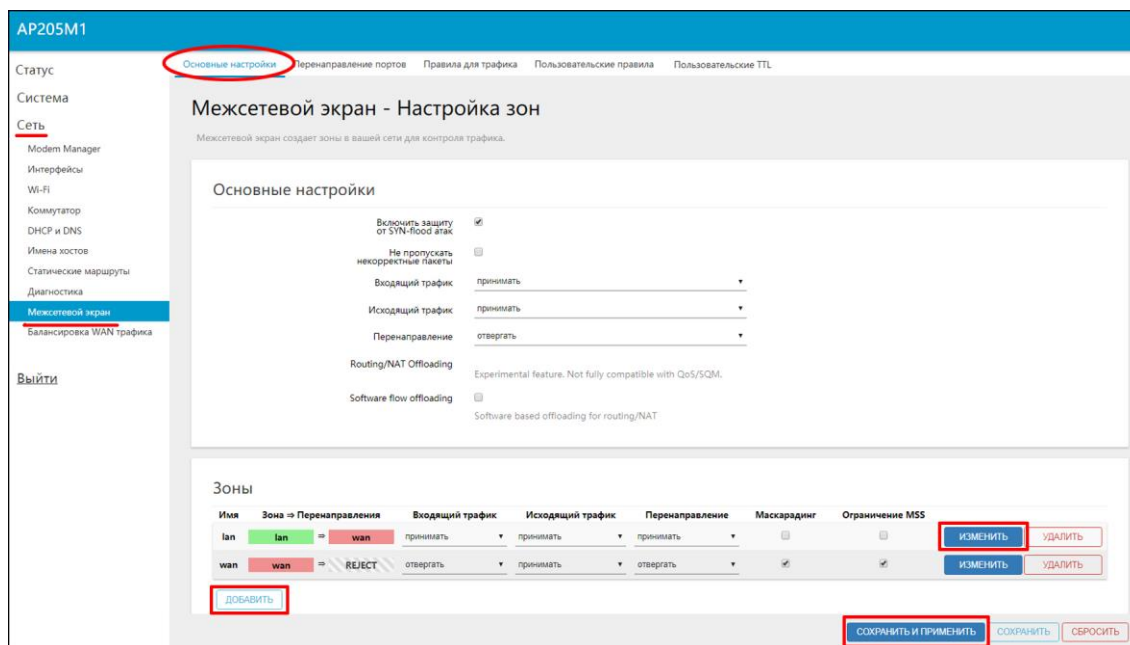 AP205M1
Статус
Система
Сеть
Modem Manager
Интерфейсы
Wi-Fi
Коммутатор
DHCP и DNS
Имена хостов
Статические маршруты
Диагностика
Межсетевой экран
Балансировка WAN трафика
Выйти
Основные настройки Перенаправление портов Правила для трафика Пользовательские правила Пользовательские TTL
Межсетевой экран - Настройка зон
Межсетевой экран создает зоны в вашей сети для контроля трафика.
Основные настройки
Включить защиту
от SYN-flood атак
Не пропускать
некорректные пакеты
Входящий трафик принимать
Исходящий трафик принимать
Перенаправление отвергать
Routing/NAT Offloading
Experimental feature. Not fully compatible with QoS/SQM.
Software flow offloading
Software based offloading for routing/NAT
Зоны
Имя Зона ⇒ Перенаправления Входящий трафик Исходящий трафик Перенаправление Маскарадинг Ограничение MSS
lan lan ⇒ wan принимать принимать принимать ИЗМЕНИТЬ УДАЛИТЬ
wan wan ⇒ REJECT отвергать принимать отвергать ИЗМЕНИТЬ УДАЛИТЬ
ДОБАВИТЬ
СОХРАНИТЬ И ПРИМЕНИТЬ СОХРАНИТЬ СБРОСИТЬ